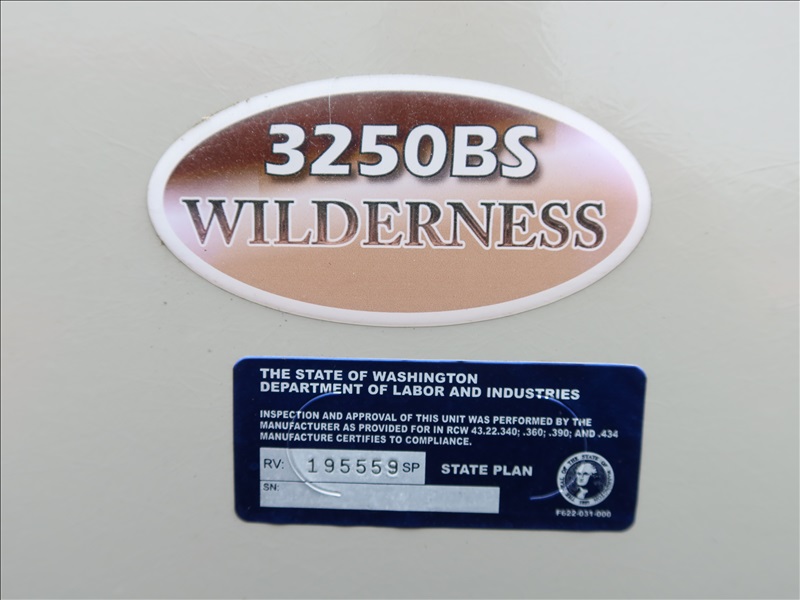 3250BS
WILDERNESS
THE STATE OF WASHINGTON
DEPARTMENT OF LABOR AND INDUSTRIES
INSPECTION AND APPROVAL OF THIS UNIT WAS PERFORMED BY THE
MANUFACTURER AS PROVIDED FOR IN RCW 43.22.340; .360; .390; AND .434
MANUFACTURE CERTIFIES TO COMPLIANCE.
RV: 195559 SP STATE PLAN
SN:
F622-031-000